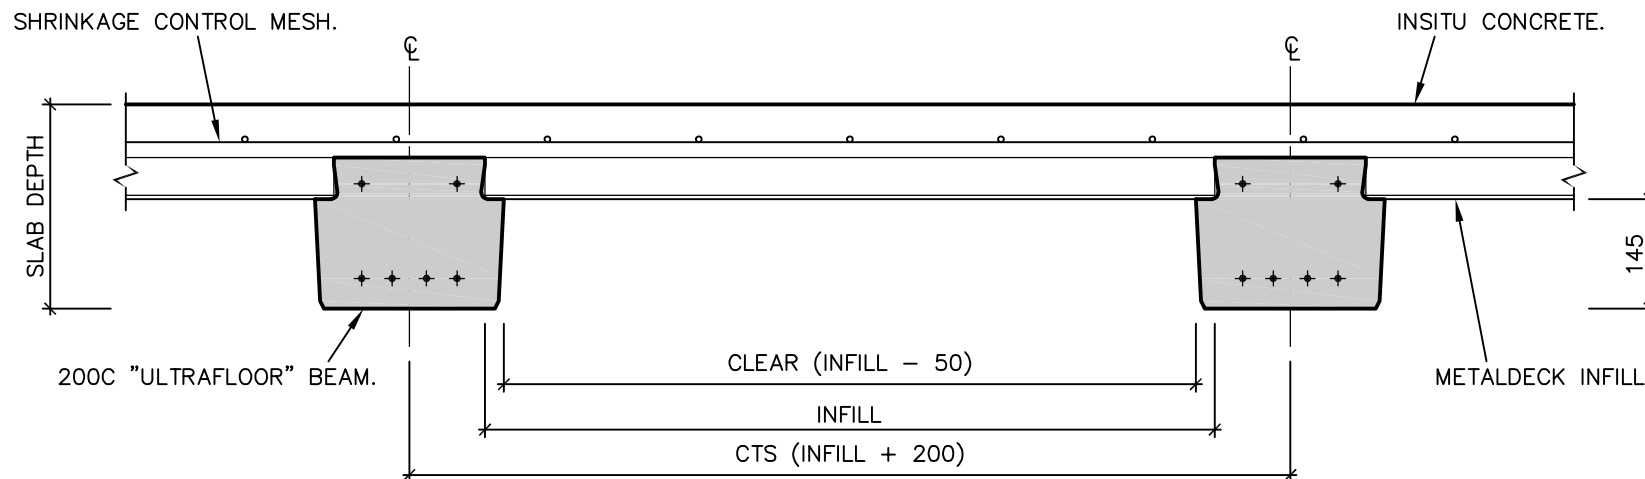 SHRINKAGE CONTROL MESH.
INSITU CONCRETE.
℄
℄
SLAB DEPTH
145
200C "ULTRAFLOOR" BEAM.
CLEAR (INFILL - 50)
METALDECK INFILL
INFILL
CTS (INFILL + 200)